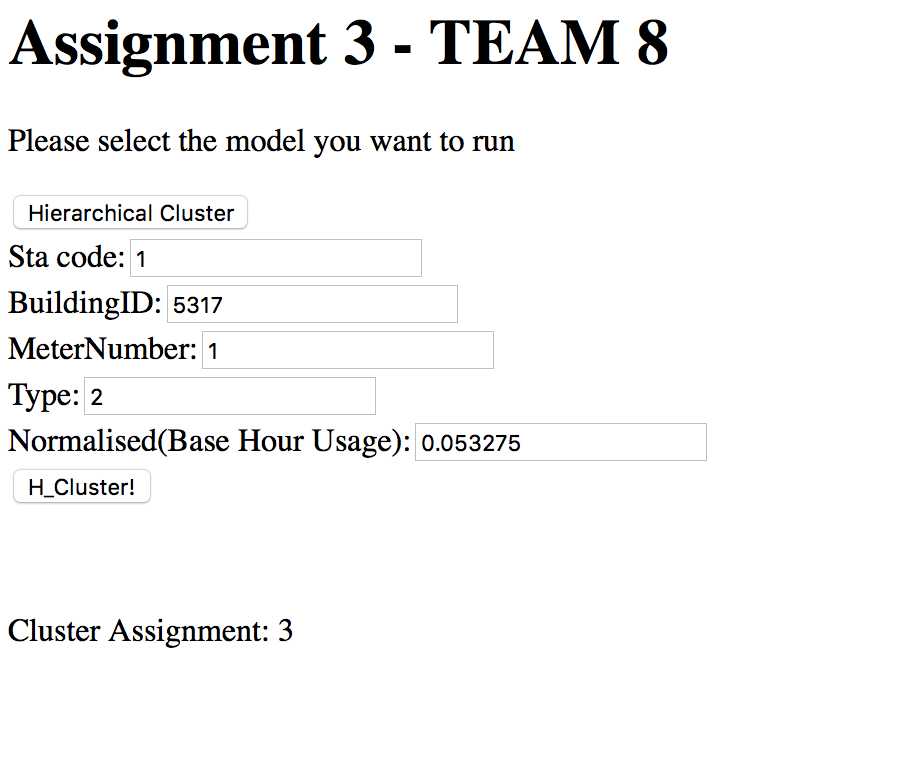 Assignment 3 - TEAM 8
Please select the model you want to run
Hierarchical Cluster
Sta code: 1
BuildingID: 5317
MeterNumber: 1
Type: 2
Normalised(Base Hour Usage): 0.053275
H_Cluster!
Cluster Assignment: 3